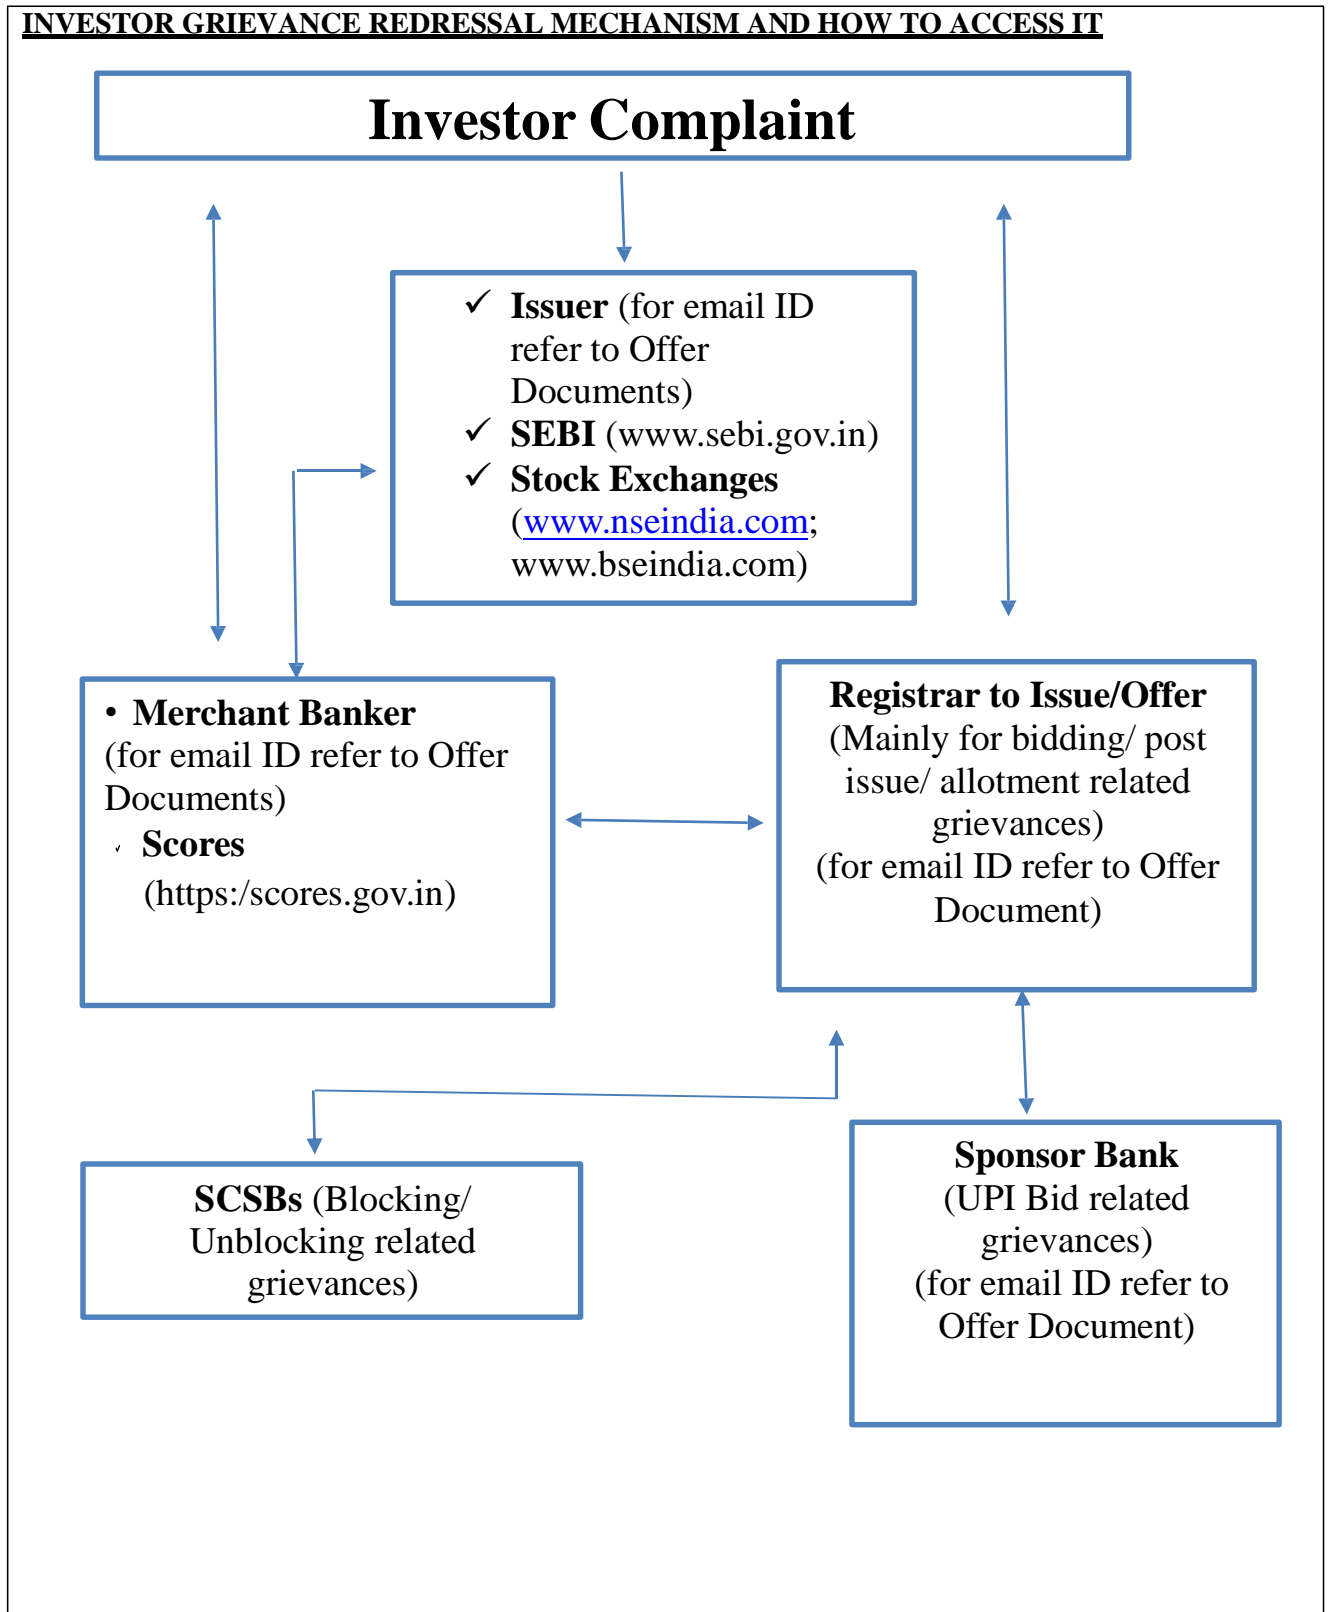 INVESTOR GRIEVANCE REDRESSAL MECHANISM AND HOW TO ACCESS IT
Investor Complaint
✓ Issuer (for email ID
refer to Offer
Documents)
✓ SEBI (www.sebi.gov.in)
✓ Stock Exchanges
(www.nseindia.com;
www.bseindia.com)
• Merchant Banker
(for email ID refer to Offer
Documents)
✓ Scores
(https:/scores.gov.in)
Registrar to Issue/Offer
(Mainly for bidding/ post
issue/ allotment related
grievances)
(for email ID refer to Offer
Document)
SCSBs (Blocking/
Unblocking related
grievances)
Sponsor Bank
(UPI Bid related
grievances)
(for email ID refer to
Offer Document)